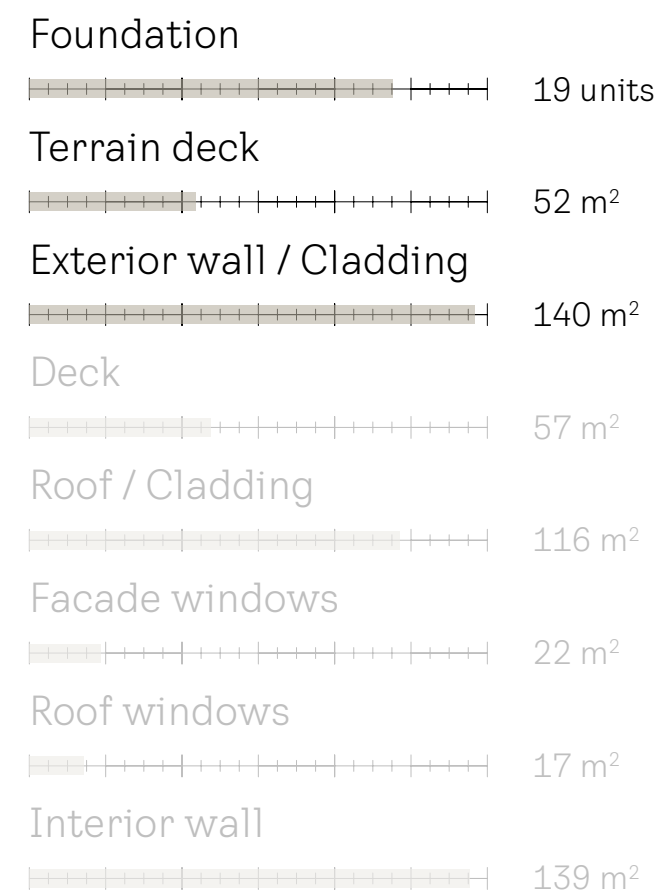 Foundation
19 units
Terrain deck
52 m²
Exterior wall / Cladding
140 m²
Deck
57 m²
Roof / Cladding
116 m²
Facade windows
22 m²
Roof windows
17 m²
Interior wall
139 m²